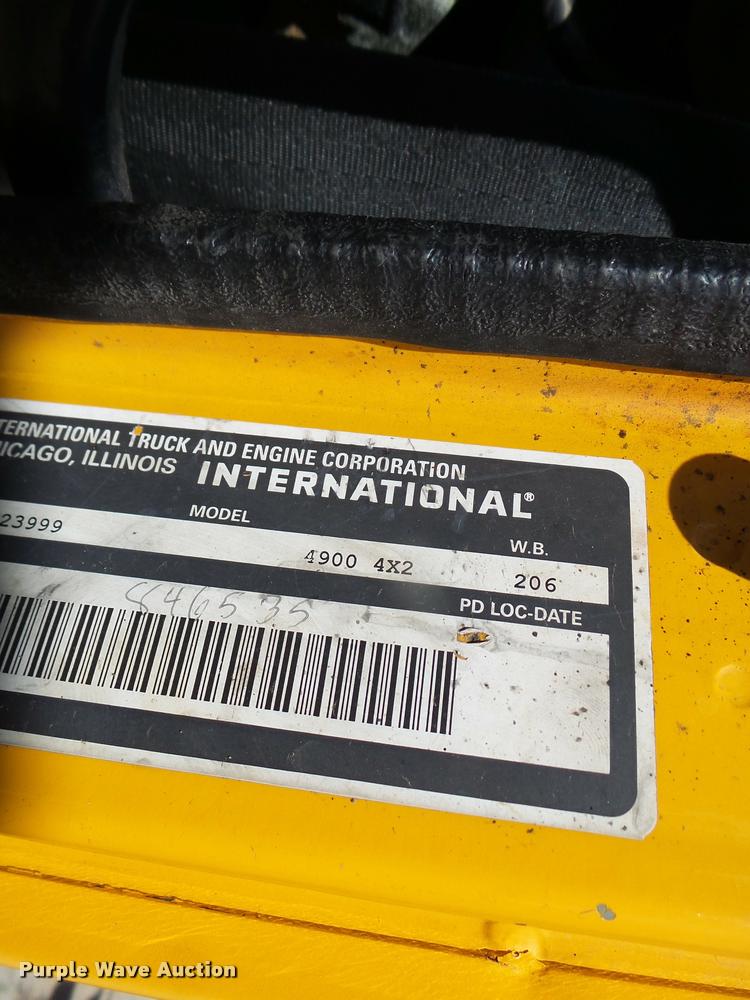 TERNATIONAL TRUCK AND ENGINE CORPORATION
ICAGO, ILLINOIS INTERNATIONAL®
MODEL W.B.
23999 4900 4X2 206
PD LOC-DATE
846535
Purple Wave Auction